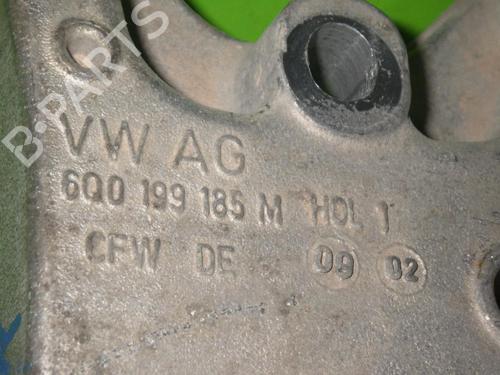 B-PARTS
VW AG
6Q0 199 185 M HOL 1
CFW DE 09 02